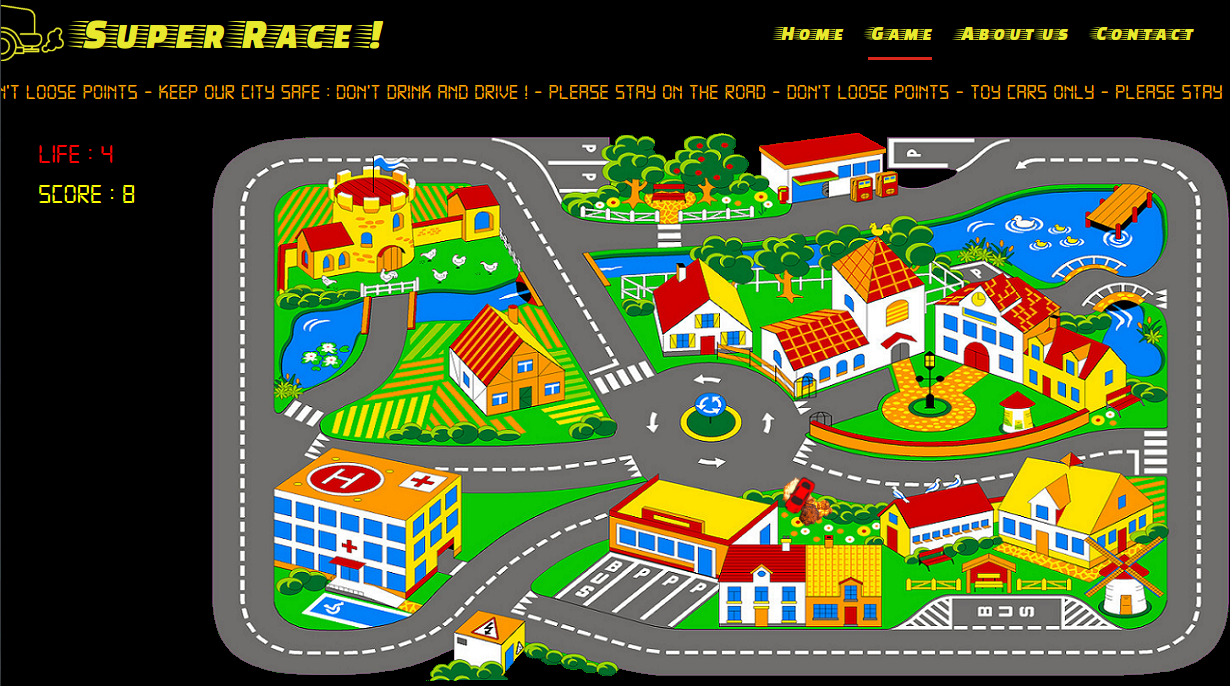 SUPER RACE !
HOME GAME ABOUT US CONTACT
N'T LOOSE POINTS - KEEP OUR CITY SAFE : DON'T DRINK AND DRIVE ! - PLEASE STAY ON THE ROAD - DON'T LOOSE POINTS - TOY CARS ONLY - PLEASE STAY
LIFE : 4
SCORE : 8
P
P
P
P
H
BUS P P P P
BUS